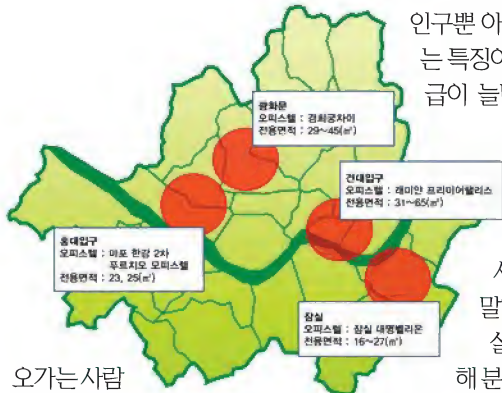 인구뿐 아
는 특징이
급이 늘
광화문
오피스텔 : 경희궁자이
전용면적 : 29~45(㎡)
건대입구
오피스텔 : 래미안 프리미어팰리스
전용면적 : 31~65(㎡)
홍대입구
오피스텔 : 마포 한강 2차
푸르지오 오피스텔
전용면적 : 23, 25(㎡)
잠실
오피스텔 : 잠실 대명벨리온
전용면적 : 16~27(㎡)
말
오가는 사람
해 분